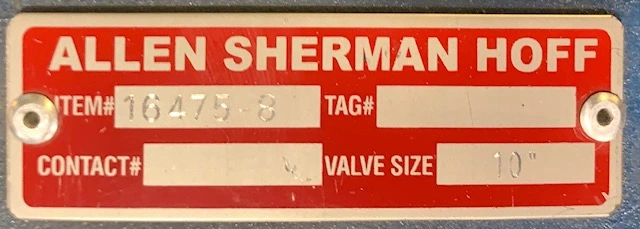 ALLEN SHERMAN HOFF
ITEM# 16475-8 TAG#
CONTACT# VALVE SIZE 10"